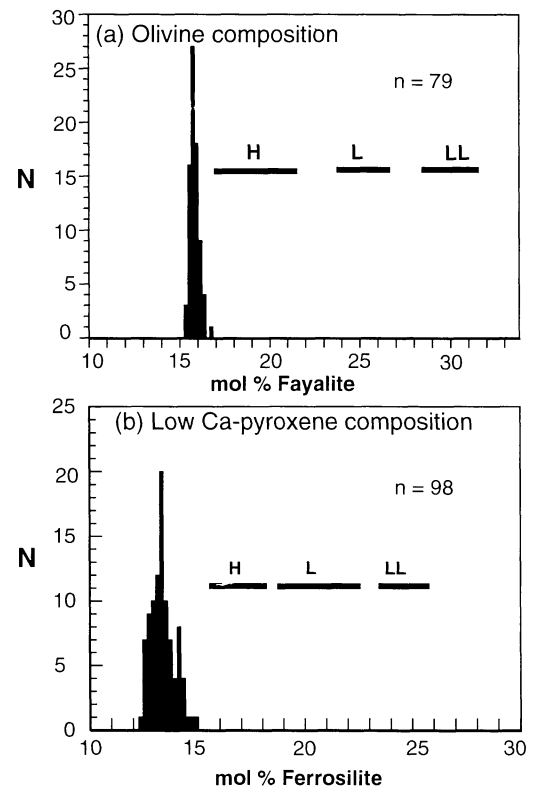 (a) Olivine composition
30
25
20
15
10
5
0
N
n = 79
H L LL
10 15 20 25 30
mol % Fayalite
(b) Low Ca-pyroxene composition
25
20
15
10
5
0
N
n = 98
H L LL
10 15 20 25 30
mol % Ferrosilite